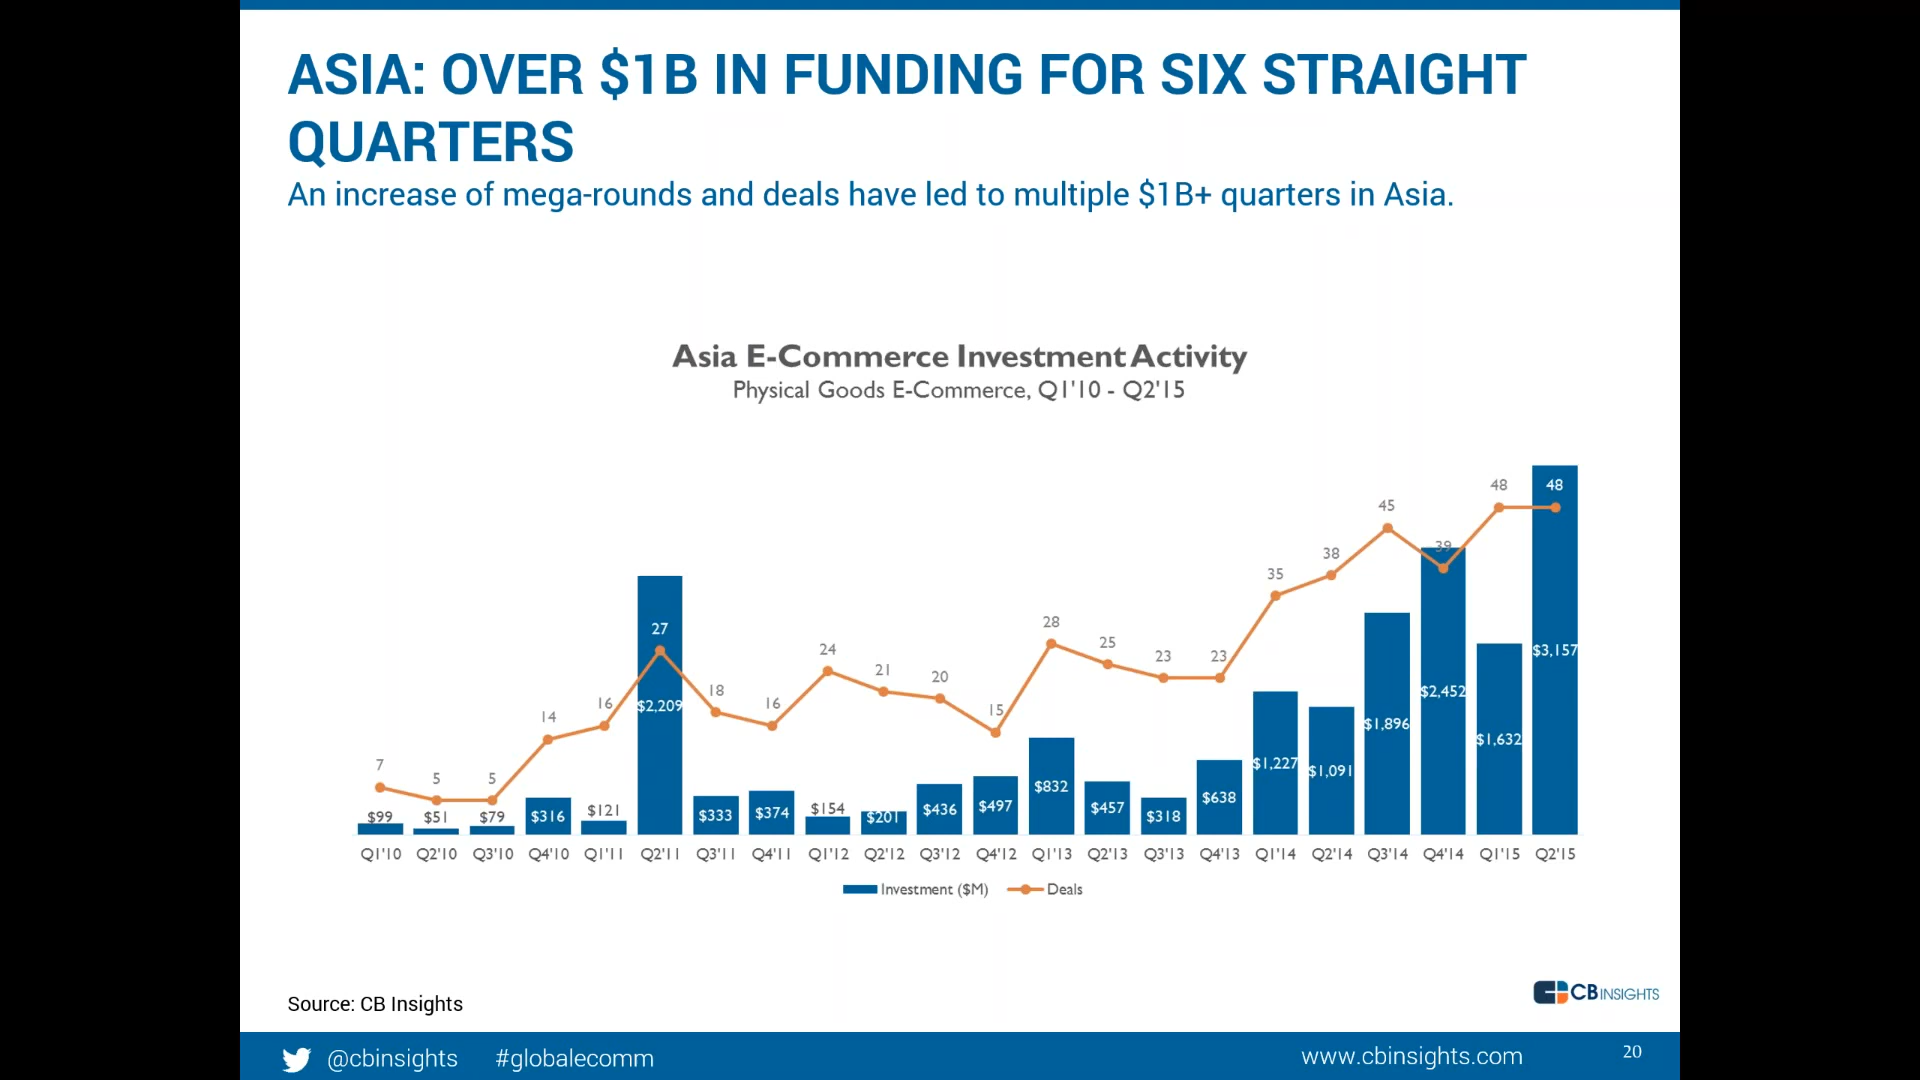 ASIA: OVER $1B IN FUNDING FOR SIX STRAIGHT
QUARTERS
An increase of mega-rounds and deals have led to multiple $1B+ quarters in Asia.
Asia E-Commerce Investment Activity
Physical Goods E-Commerce, Q1'10 - Q2'15
7 5 5 14 16 27 18 16 24 21 20 15 28 25 23 23 35 38 45 39 48 48
$99 $51 $79 $316 $121 $2,209 $333 $374 $154 $201 $436 $497 $832 $457 $318 $638 $1,227 $1,091 $1,896 $2,452 $1,632 $3,157
Q1'10 Q2'10 Q3'10 Q4'10 Q1'11 Q2'11 Q3'11 Q4'11 Q1'12 Q2'12 Q3'12 Q4'12 Q1'13 Q2'13 Q3'13 Q4'13 Q1'14 Q2'14 Q3'14 Q4'14 Q1'15 Q2'15
Investment ($M) Deals
CBINSIGHTS
Source: CB Insights
@cbinsights #globalecomm www.cbinsights.com 20